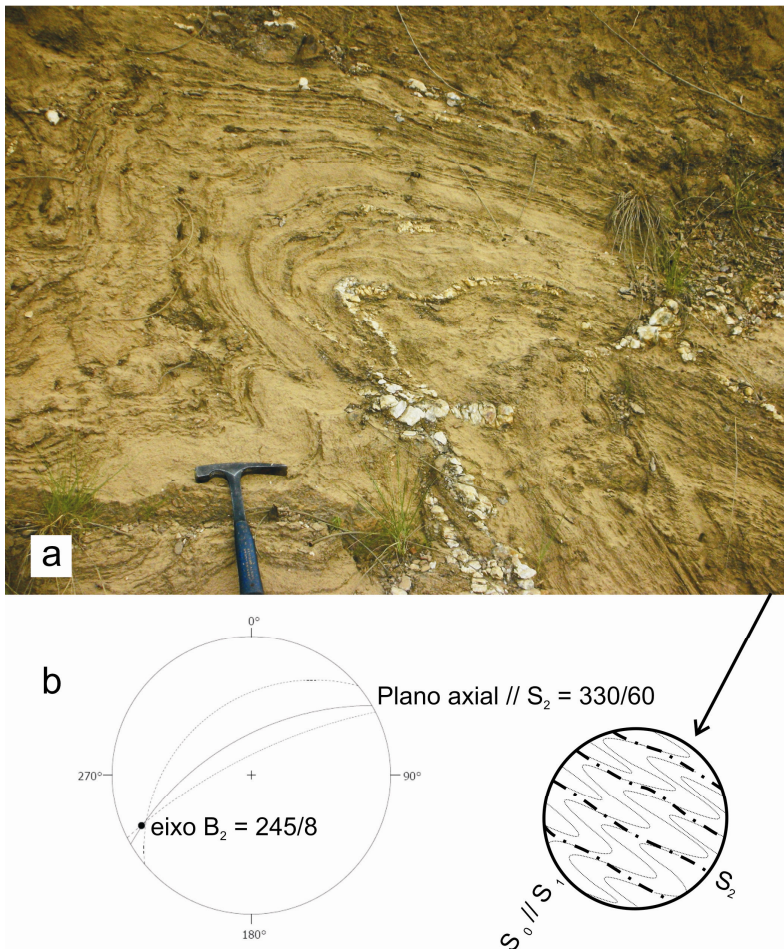 a
b
0°
Plano axial // S₂ = 330/60
270°
90°
eixo B₂ = 245/8
180°
S₀ // S₁
S₂